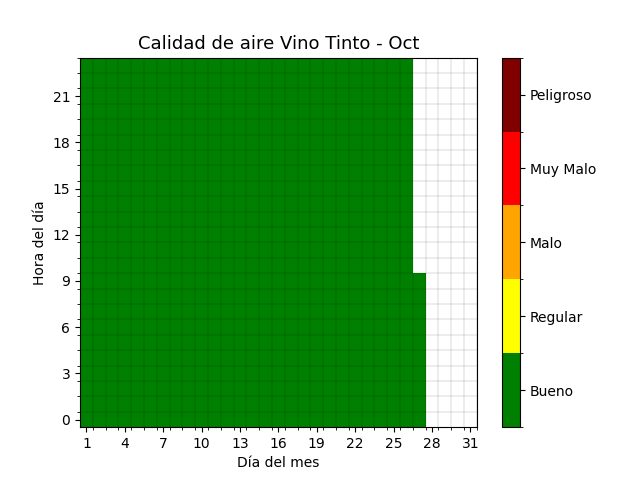 Calidad de aire Vino Tinto - Oct
Peligroso
Muy Malo
Malo
Regular
Bueno
Hora del día
21
18
15
12
9
6
3
0
1 4 7 10 13 16 19 22 25 28 31
Día del mes